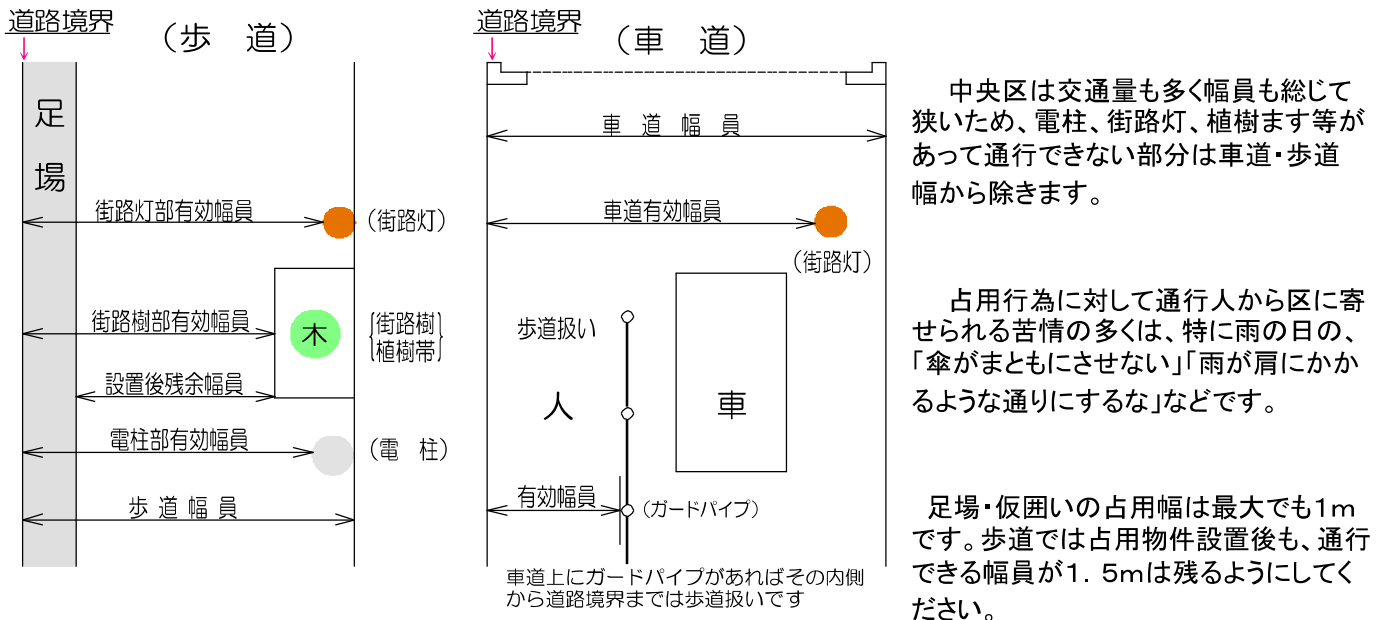 道路境界
(歩　道)
足場
街路灯部有効幅員
(街路灯)
街路樹部有効幅員
木
{街路樹}
{植樹帯}
設置後残余幅員
電柱部有効幅員
(電　柱)
歩 道 幅 員
道路境界
(車　道)
車 道 幅 員
車道有効幅員
(街路灯)
歩道扱い
人
車
有効幅員
(ガードパイプ)
車道上にガードパイプがあればその内側
から道路境界までは歩道扱いです
中央区は交通量も多く幅員も総じて
狭いため、電柱、街路灯、植樹ます等が
あって通行できない部分は車道・歩道
幅から除きます。
占用行為に対して通行人から区に寄
せられる苦情の多くは、特に雨の日の、
「傘がまともにさせない」「雨が肩にかか
るような通りにするな」などです。
足場・仮囲いの占用幅は最大でも1m
です。歩道では占用物件設置後も、通行
できる幅員が1．5mは残るようにしてく
ださい。